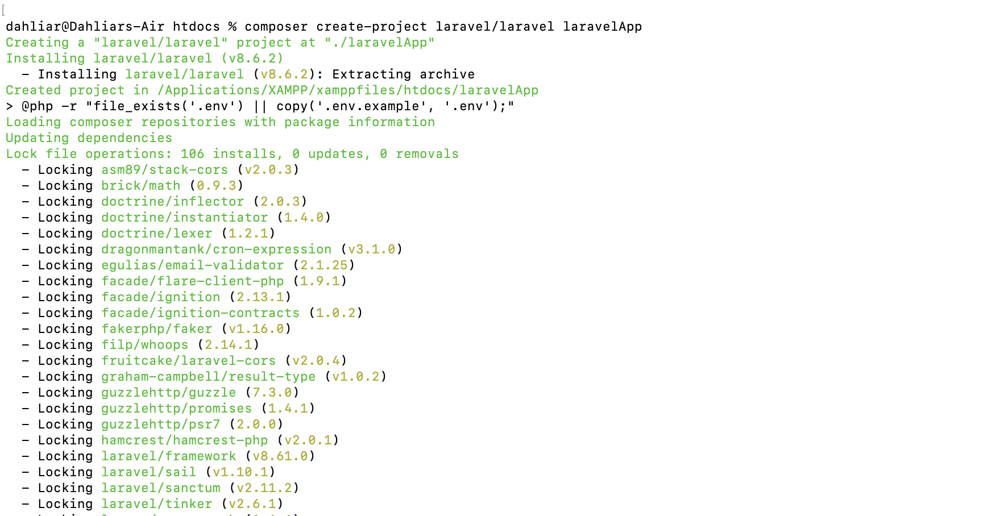 [
dahliar@Dahliars-Air htdocs % composer create-project laravel/laravel laravelApp
Creating a "laravel/laravel" project at "./laravelApp"
Installing laravel/laravel (v8.6.2)
  - Installing laravel/laravel (v8.6.2): Extracting archive
Created project in /Applications/XAMPP/xamppfiles/htdocs/laravelApp
> @php -r "file_exists('.env') || copy('.env.example', '.env');"
Loading composer repositories with package information
Updating dependencies
Lock file operations: 106 installs, 0 updates, 0 removals
  - Locking asm89/stack-cors (v2.0.3)
  - Locking brick/math (0.9.3)
  - Locking doctrine/inflector (2.0.3)
  - Locking doctrine/instantiator (1.4.0)
  - Locking doctrine/lexer (1.2.1)
  - Locking dragonmantank/cron-expression (v3.1.0)
  - Locking egulias/email-validator (2.1.25)
  - Locking facade/flare-client-php (1.9.1)
  - Locking facade/ignition (2.13.1)
  - Locking facade/ignition-contracts (1.0.2)
  - Locking fakerphp/faker (v1.16.0)
  - Locking filp/whoops (2.14.1)
  - Locking fruitcake/laravel-cors (v2.0.4)
  - Locking graham-campbell/result-type (v1.0.2)
  - Locking guzzlehttp/guzzle (7.3.0)
  - Locking guzzlehttp/promises (1.4.1)
  - Locking guzzlehttp/psr7 (2.0.0)
  - Locking hamcrest/hamcrest-php (v2.0.1)
  - Locking laravel/framework (v8.61.0)
  - Locking laravel/sail (v1.10.1)
  - Locking laravel/sanctum (v2.11.2)
  - Locking laravel/tinker (v2.6.1)